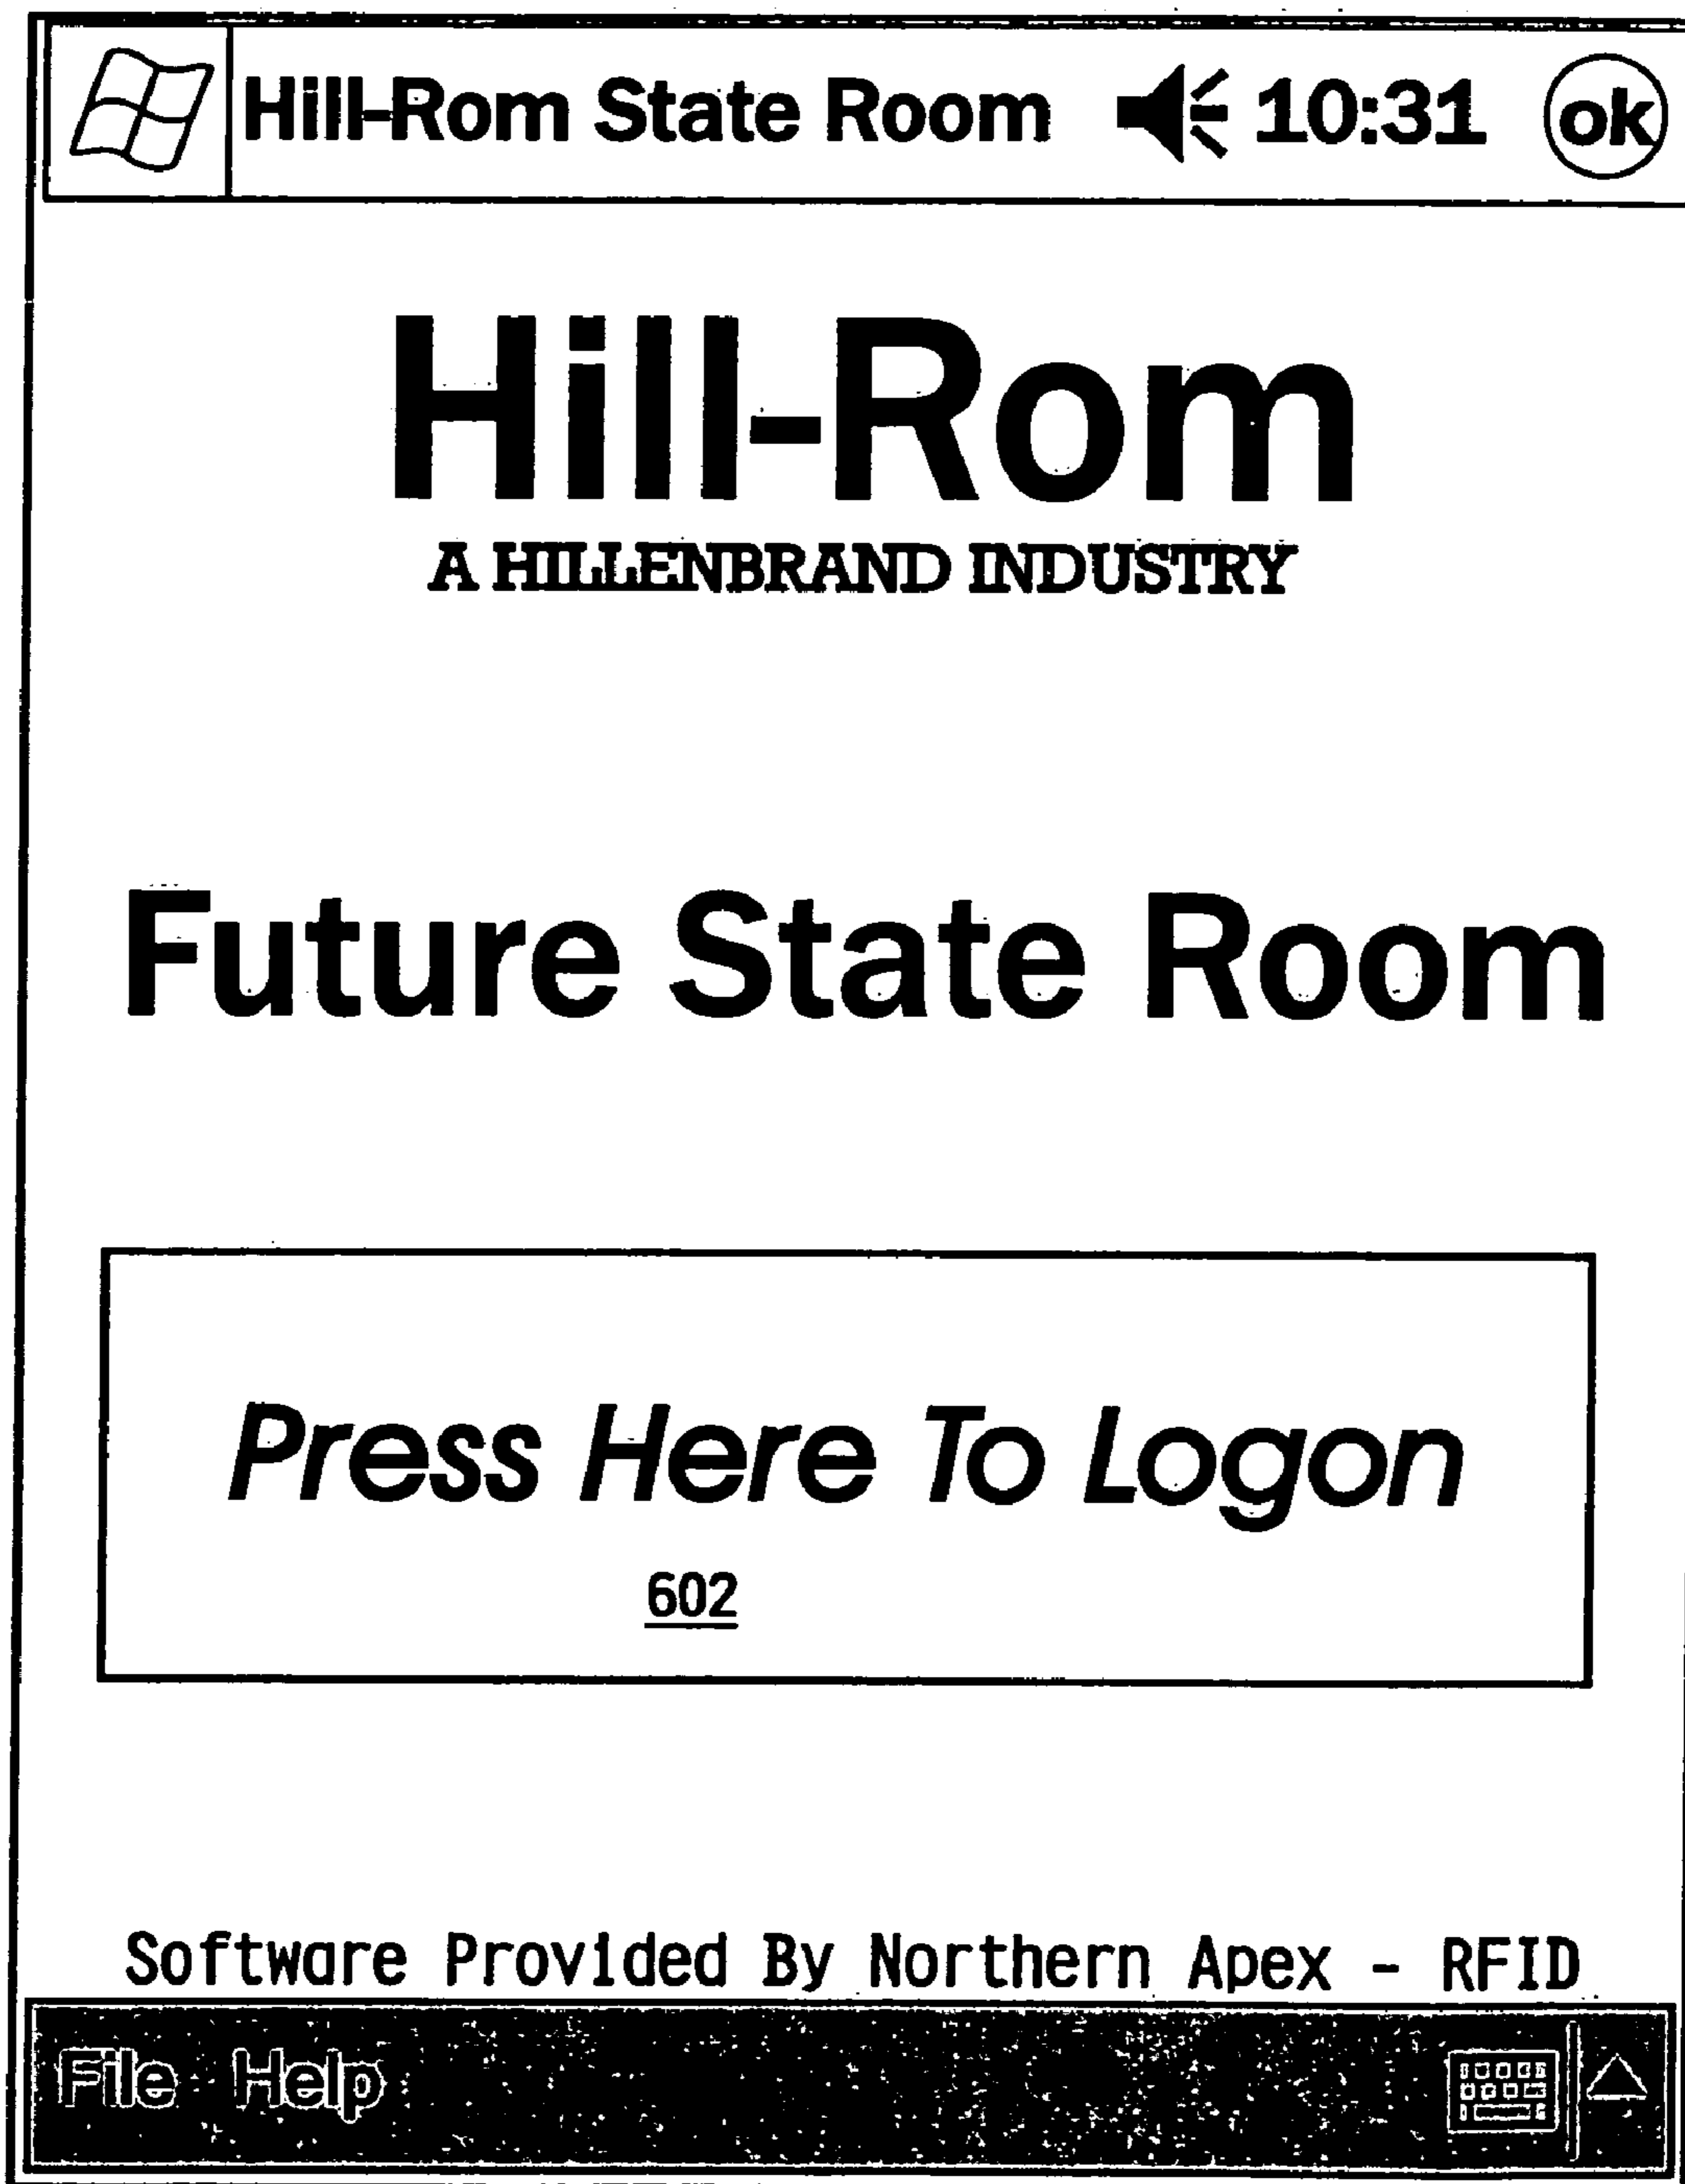 Hill-Rom State Room 10:31 ok
Hill-Rom
A HILLENBRAND INDUSTRY
Future State Room
Press Here To Logon
602
Software Provided By Northern Apex - RFID
File Help